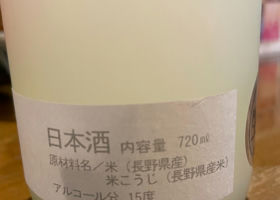 日本酒 内容量 720ml
原材料名/米(長野県産)
米こうじ(長野県産米)
アルコール分 15度